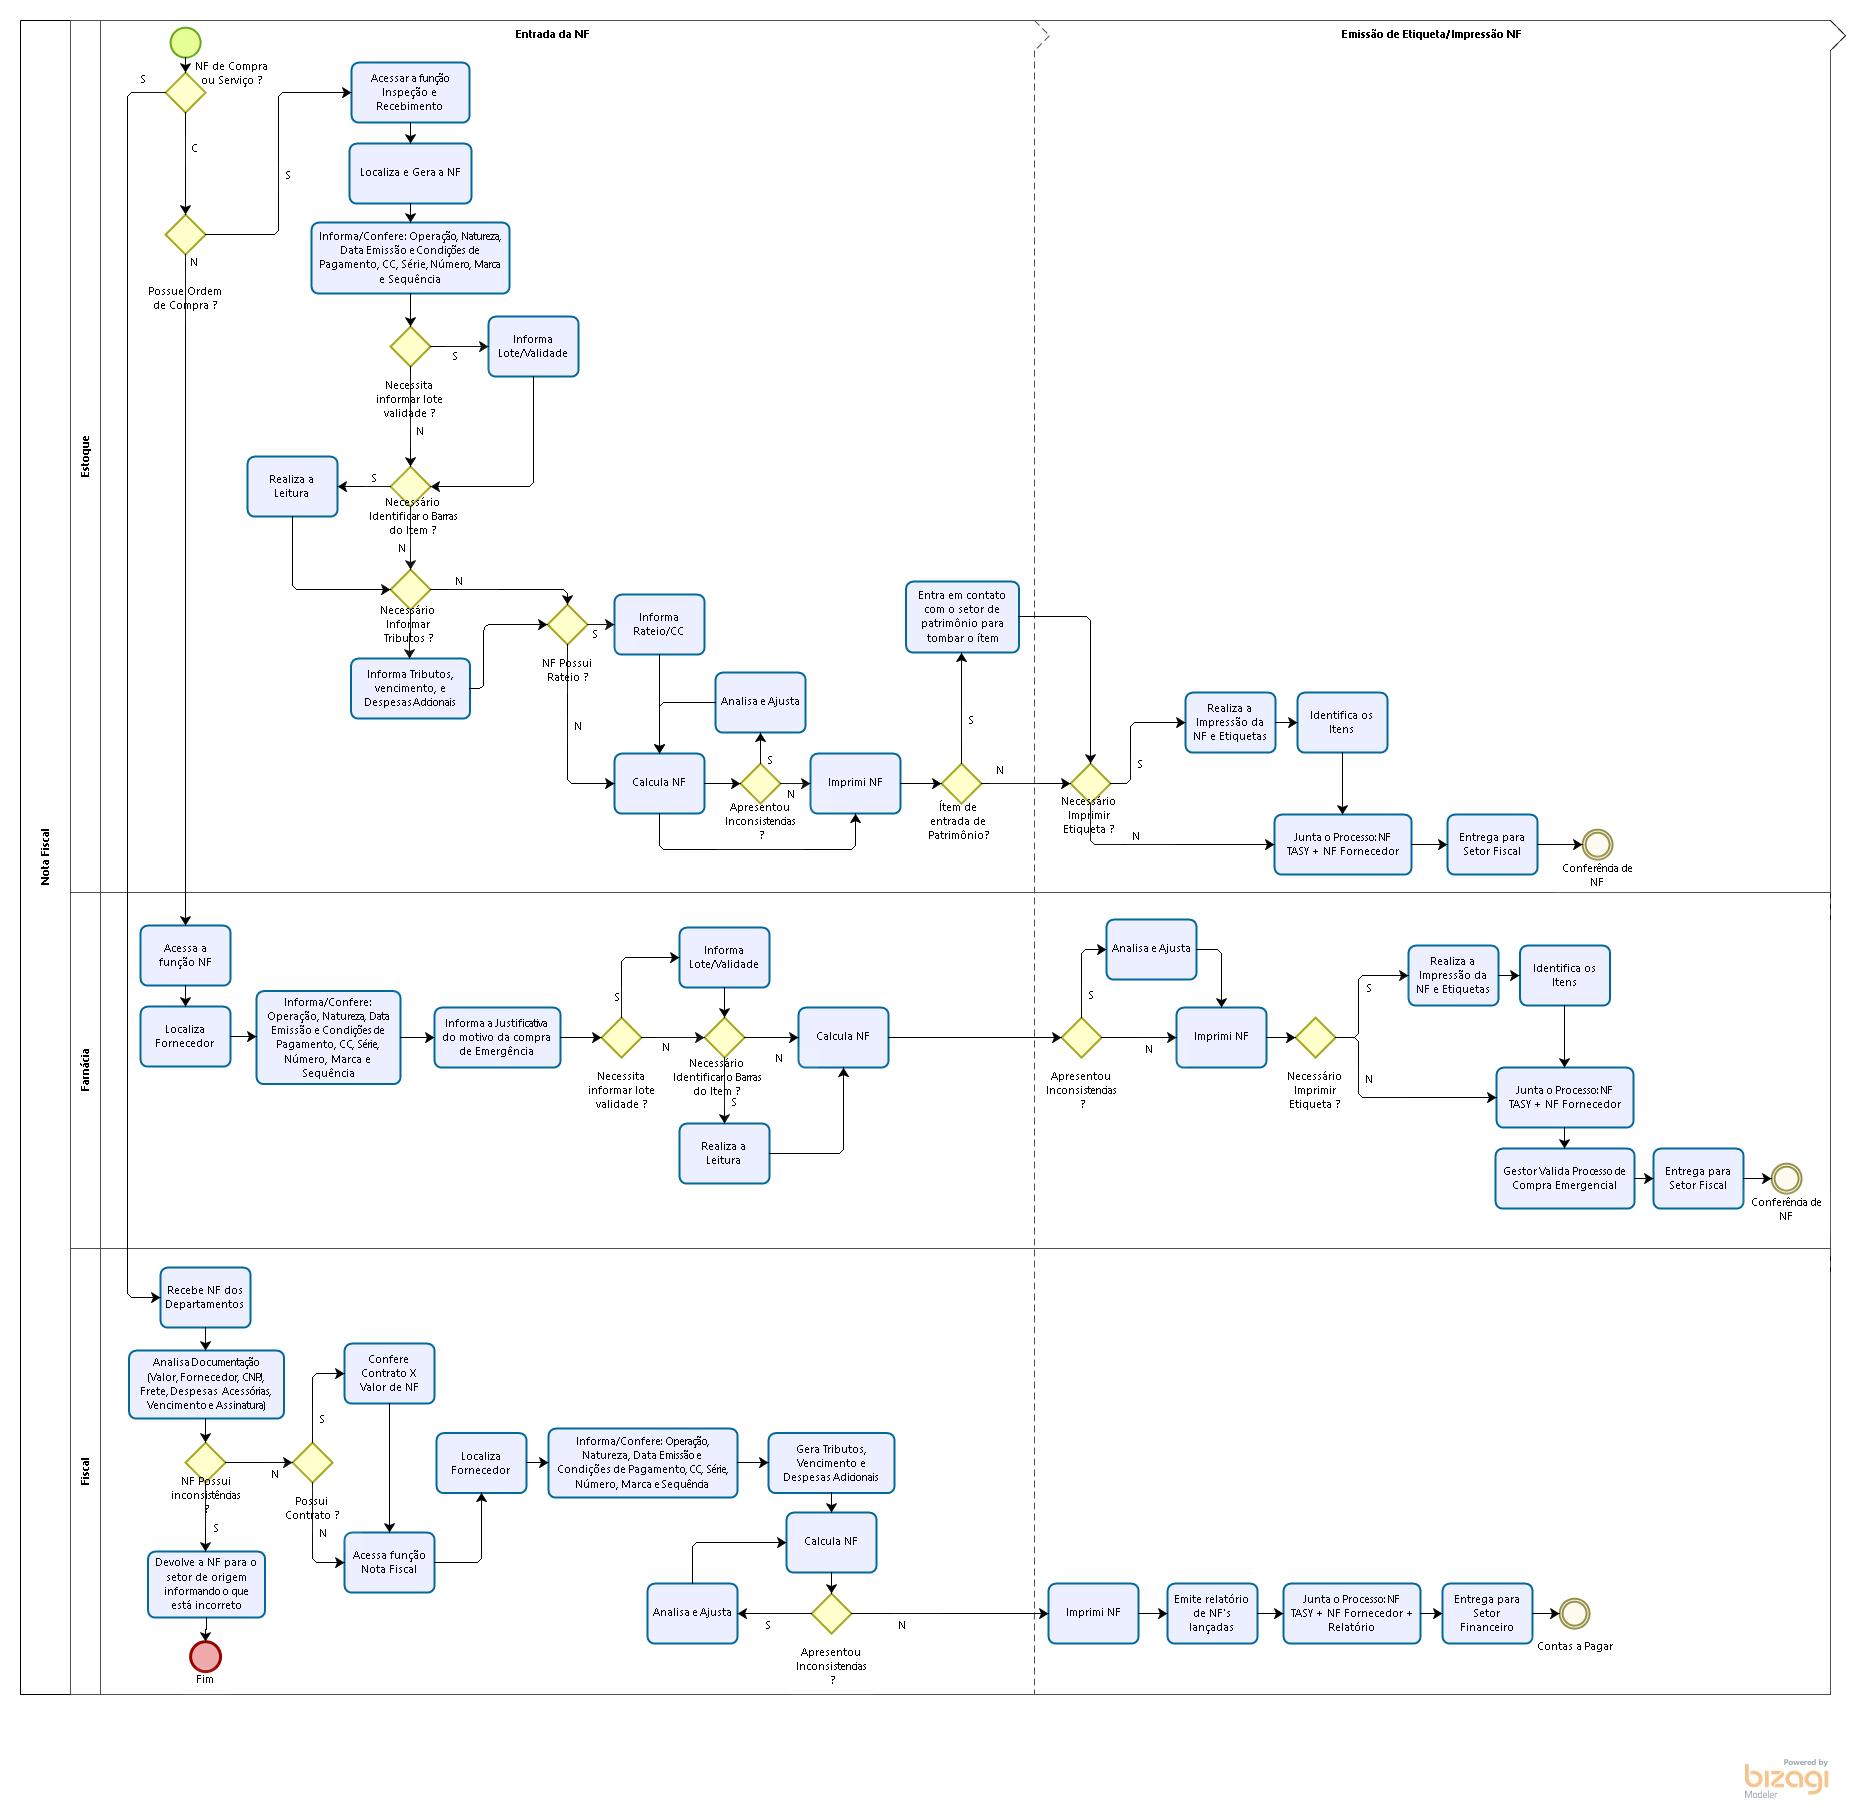 Entrada da NF
Emissão de Etiqueta/Impressão NF
Nota Fiscal
Estoque
NF de Compra
ou Serviço ?
S
C
S
N
Possue Ordem
de Compra ?
Acessar a função
Inspeção e
Recebimento
Localiza e Gera a NF
Informa/Confere: Operação, Natureza,
Data Emissão e Condições de
Pagamento, CC, Série, Número, Marca
e Sequência
S
Informa
Lote/Validade
Necessita
informar lote
validade ?
N
Realiza a
Leitura
S
Necessário
Identificar o Barras
do Item ?
N
N
Necessário
Informar
Tributos ?
Informa Tributos,
vencimento, e
Despesas Adcionais
S
NF Possui
Rateio ?
N
Informa
Rateio/CC
Analisa e Ajusta
Calcula NF
S
N
Apresentou
Inconsistencias
?
Imprimi NF
Entra em contato
com o setor de
patrimônio para
tombar o ítem
S
N
Ítem de
entrada de
Patrimônio?
Necessário
Imprimir
Etiqueta ?
S
N
Realiza a
Impressão da
NF e Etiquetas
Identifica os
Itens
Junta o Processo: NF
TASY + NF Fornecedor
Entrega para
Setor Fiscal
Conferência de
NF
Farnácia
Acessa a
função NF
Localiza
Fornecedor
Informa/Confere:
Operação, Natureza, Data
Emissão e Condições de
Pagamento, CC, Série,
Número, Marca e
Sequência
Informa a Justificativa
do motivo da compra
de Emergência
S
N
Necessita
informar lote
validade ?
Informa
Lote/Validade
N
Necessário
Identificar o Barras
do Item ?
S
Realiza a
Leitura
Calcula NF
S
N
Apresentou
Inconsistencias
?
Analisa e Ajusta
Imprimi NF
Necessário
Imprimir
Etiqueta ?
S
N
Realiza a
Impressão da
NF e Etiquetas
Identifica os
Itens
Junta o Processo: NF
TASY + NF Fornecedor
Gestor Valida Processo de
Compra Emergencial
Entrega para
Setor Fiscal
Conferência de
NF
Fiscal
Recebe NF dos
Departamentos
Analisa Documentação
(Valor, Fornecedor, CNPJ,
Frete, Despesas Acessórias,
Vencimento e Assinatura)
N
NF Possui
inconsistências
?
S
Devolve a NF para o
setor de origem
informando o que
está incorreto
Fim
S
Possui
Contrato ?
N
Confere
Contrato X
Valor de NF
Acessa função
Nota Fiscal
Localiza
Fornecedor
Informa/Confere: Operação,
Natureza, Data Emissão e
Condições de Pagamento, CC, Série,
Número, Marca e Sequência
Gera Tributos,
Vencimento e
Despesas Adicionais
Calcula NF
Analisa e Ajusta
S
N
Apresentou
Inconsistencias
?
Imprimi NF
Emite relatório
de NF's
lançadas
Junta o Processo: NF
TASY + NF Fornecedor +
Relatório
Entrega para
Setor
Financeiro
Contas a Pagar
Powered by
bizagi
Modeler